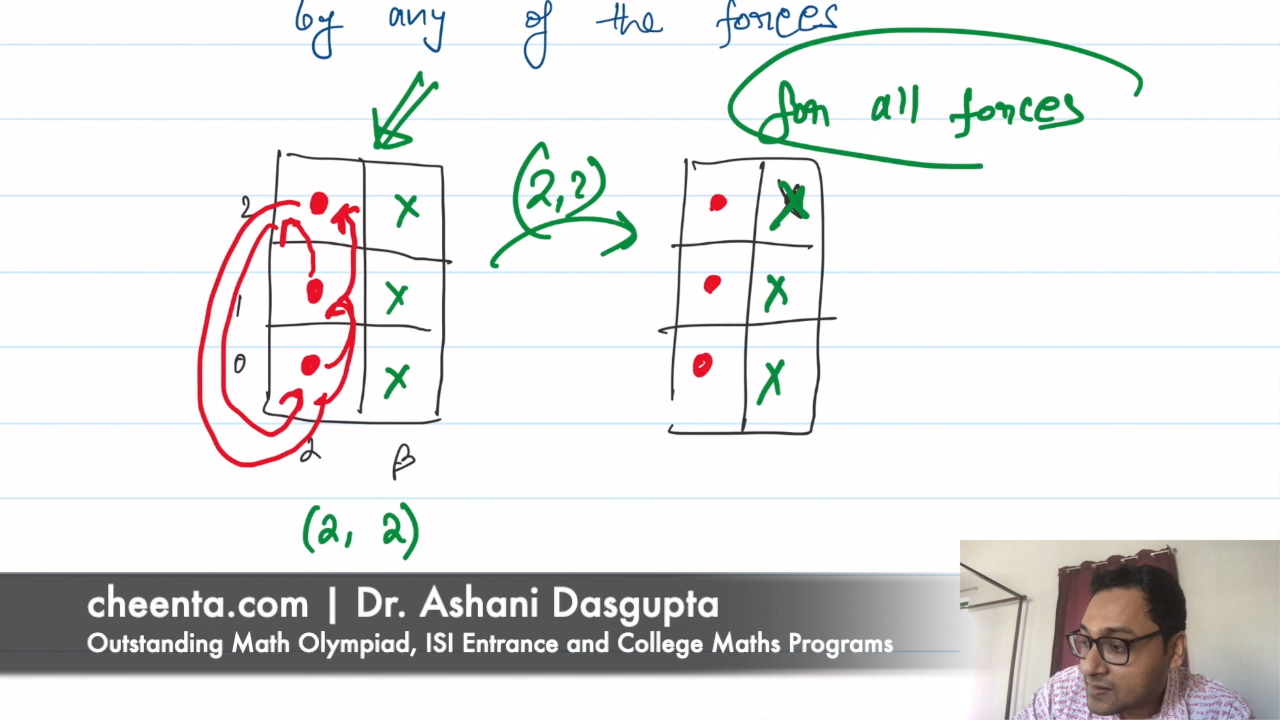 by any of the forces
for all forces
2 X (2,2) X
1 X X
0 X X
2 β
(2, 2)
cheenta.com | Dr. Ashani Dasgupta
Outstanding Math Olympiad, ISI Entrance and College Maths Programs